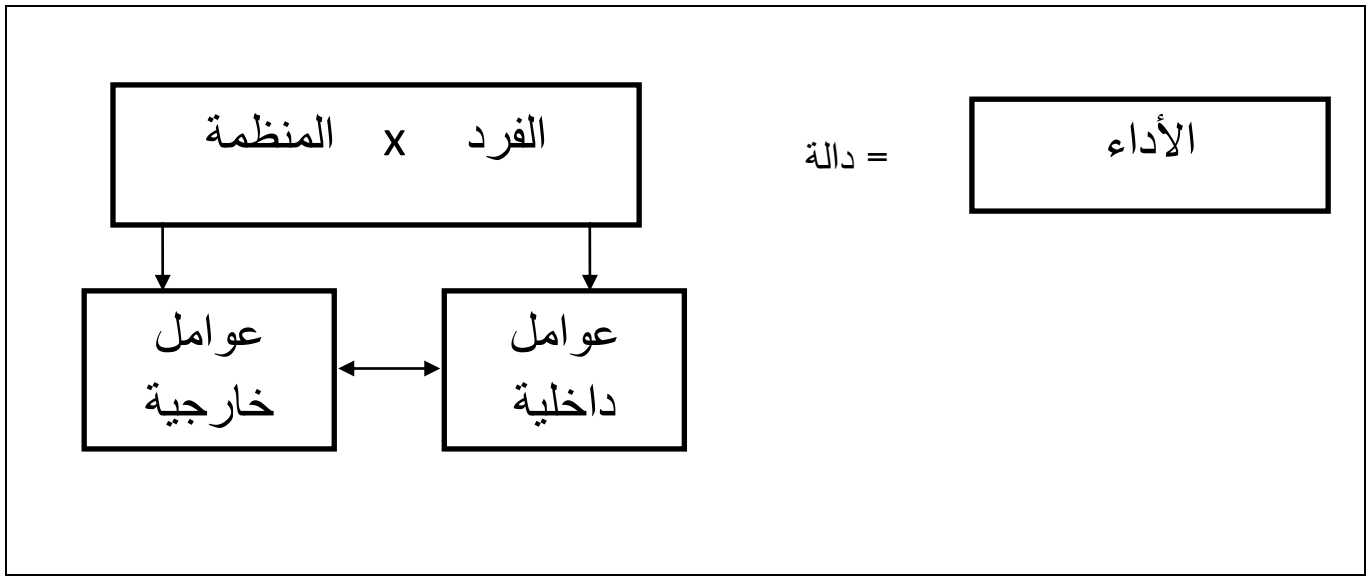 الأداء
= دالة
الفرد x المنظمة
عوامل
داخلية
عوامل
خارجية